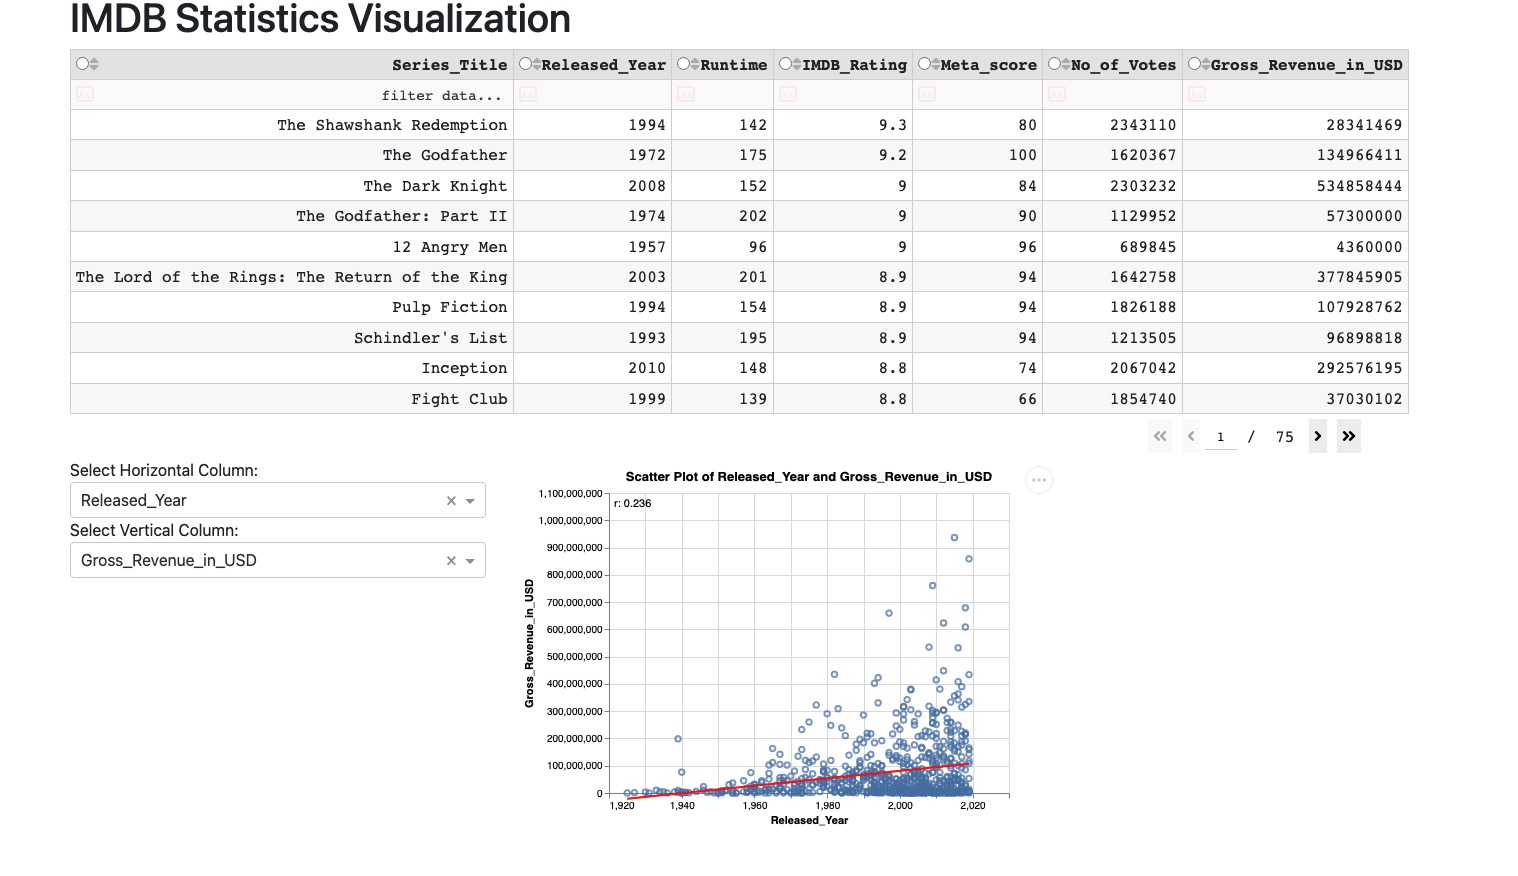 IMDB Statistics Visualization
Series_Title Released_Year Runtime IMDB_Rating Meta_score No_of_Votes Gross_Revenue_in_USD
filter data...
The Shawshank Redemption 1994 142 9.3 80 2343110 28341469
The Godfather 1972 175 9.2 100 1620367 134966411
The Dark Knight 2008 152 9 84 2303232 534858444
The Godfather: Part II 1974 202 9 90 1129952 57300000
12 Angry Men 1957 96 9 96 689845 4360000
The Lord of the Rings: The Return of the King 2003 201 8.9 94 1642758 377845905
Pulp Fiction 1994 154 8.9 94 1826188 107928762
Schindler's List 1993 195 8.9 94 1213505 96898818
Inception 2010 148 8.8 74 2067042 292576195
Fight Club 1999 139 8.8 66 1854740 37030102
1 / 75
Select Horizontal Column:
Released_Year
Select Vertical Column:
Gross_Revenue_in_USD
Scatter Plot of Released_Year and Gross_Revenue_in_USD
r: 0.236
1,100,000,000
1,000,000,000
900,000,000
800,000,000
700,000,000
600,000,000
500,000,000
400,000,000
300,000,000
200,000,000
100,000,000
0
Gross_Revenue_in_USD
1,920 1,940 1,960 1,980 2,000 2,020
Released_Year